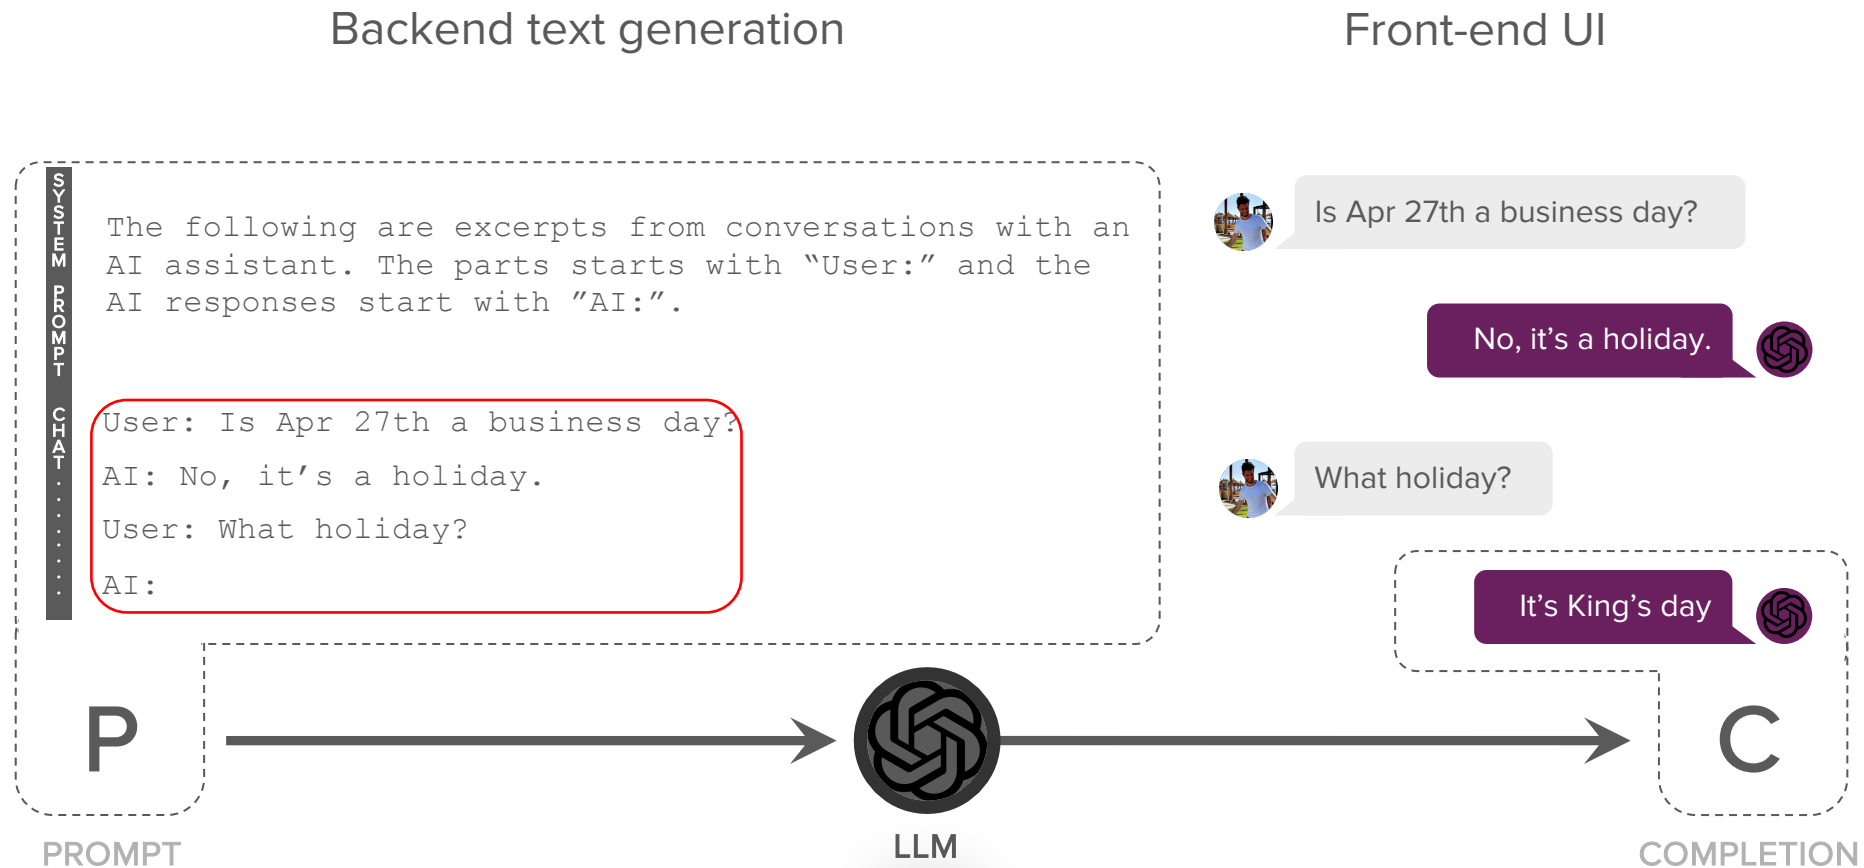 Backend text generation
Front-end UI
SYSTEM PROMPT CHAT.......
The following are excerpts from conversations with an
AI assistant. The parts starts with “User:” and the
AI responses start with ”AI:”.
User: Is Apr 27th a business day?
AI: No, it’s a holiday.
User: What holiday?
AI:
Is Apr 27th a business day?
No, it’s a holiday.
What holiday?
It’s King’s day
P
C
PROMPT
LLM
COMPLETION